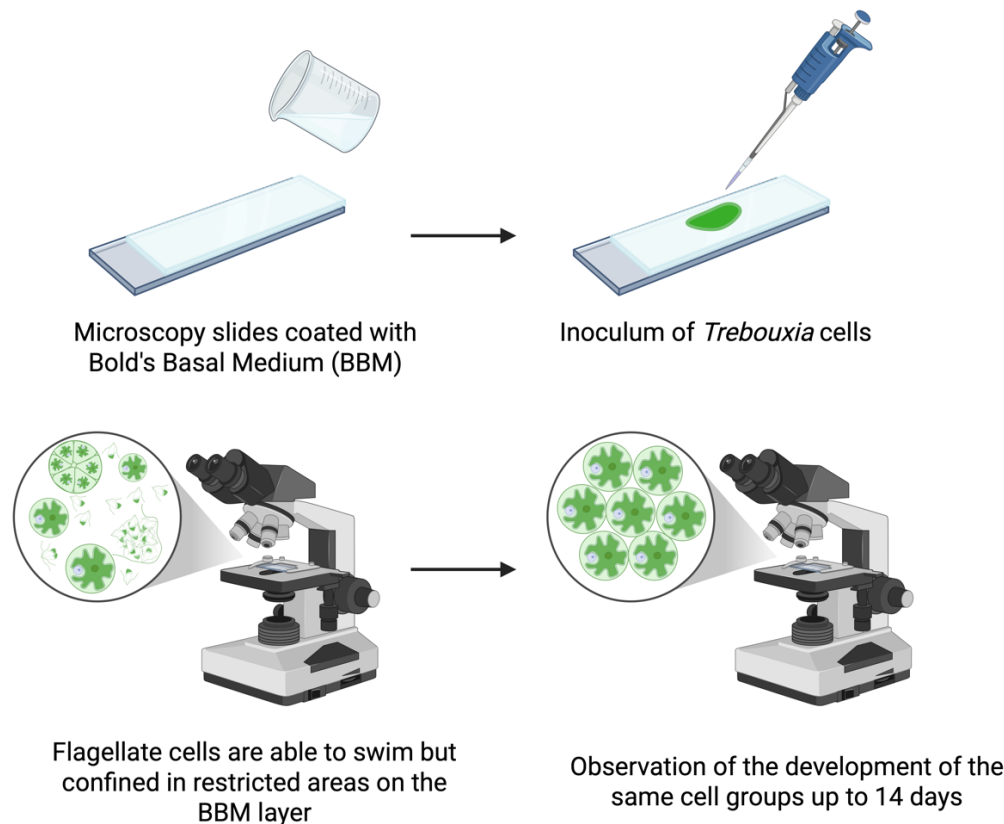 Microscopy slides coated with
Bold's Basal Medium (BBM)
Inoculum of Trebouxia cells
Flagellate cells are able to swim but
confined in restricted areas on the
BBM layer
Observation of the development of the
same cell groups up to 14 days